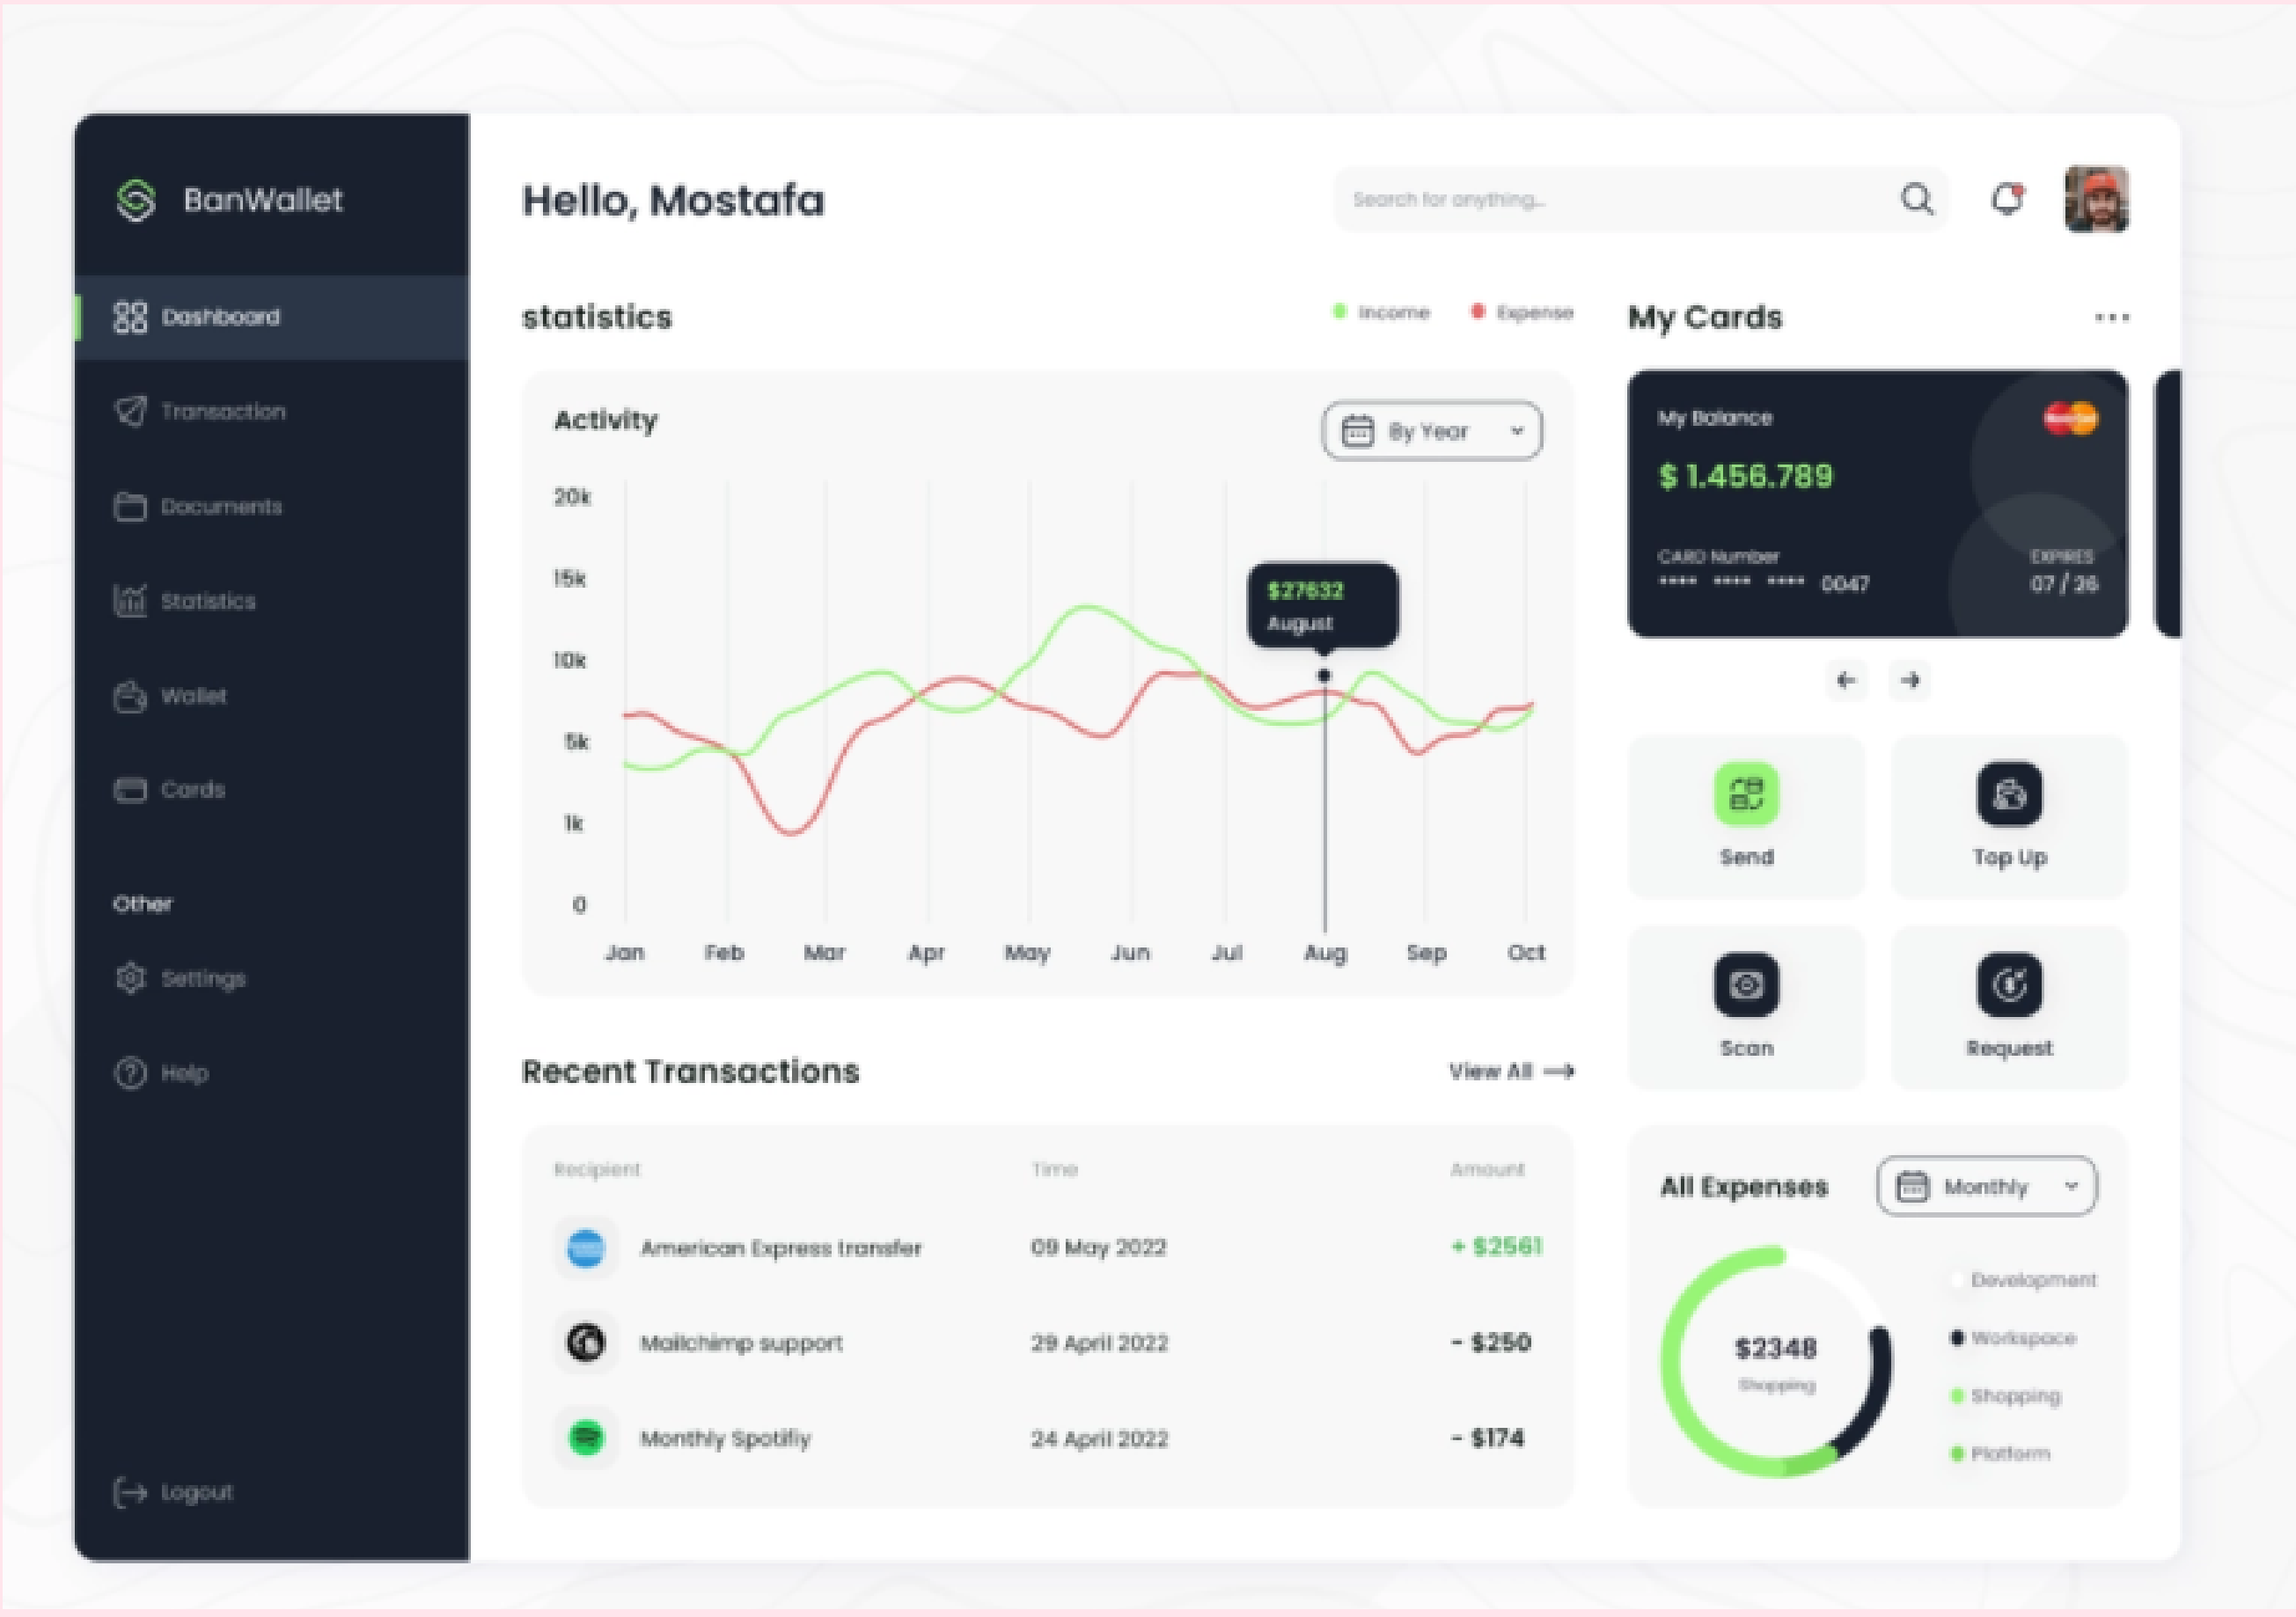 BanWallet
Dashboard
Transaction
Documents
Statistics
Wallet
Cards
Other
Settings
Help
Logout
Hello, Mostafa
Search for anything...
statistics
Income
Expense
Activity
By Year
20k
15k
10k
5k
1k
0
$27632
August
Jan Feb Mar Apr May Jun Jul Aug Sep Oct
Recent Transactions
View All
Recipient Time Amount
American Express transfer 09 May 2022 + $2561
Mailchimp support 29 April 2022 - $250
Monthly Spotifiy 24 April 2022 - $174
My Cards
My Balance
$ 1.456.789
CARD Number EXPIRES
**** **** **** 0047 07 / 26
Send
Top Up
Scan
Request
All Expenses
Monthly
$2348
Shopping
Development
Workspace
Shopping
Platform